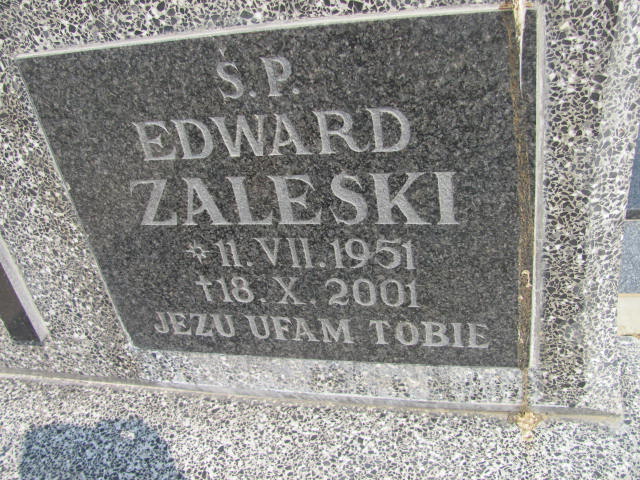 Ś.P.
EDWARD
ZALESKI
* 11.VII.1951
†18.X.2001
JEZU UFAM TOBIE